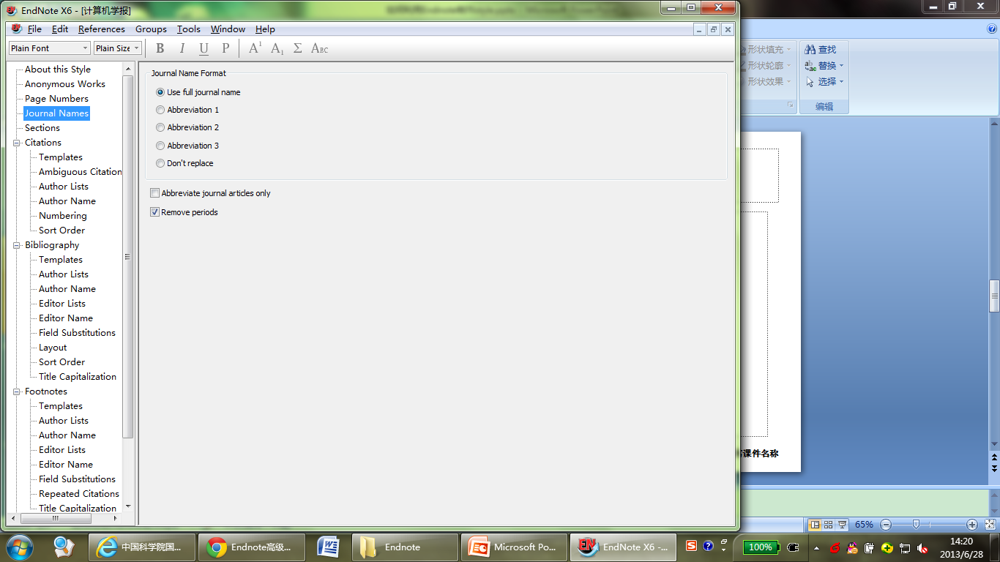 EndNote X6 - [计算机学报]
File Edit References Groups Tools Window Help
Plain Font Plain Size B I U P A¹ A₁ Σ ABC
About this Style
Anonymous Works
Page Numbers
Journal Names
Sections
Citations
Templates
Ambiguous Citation
Author Lists
Author Name
Numbering
Sort Order
Bibliography
Templates
Author Lists
Author Name
Editor Lists
Editor Name
Field Substitutions
Layout
Sort Order
Title Capitalization
Footnotes
Templates
Author Lists
Author Name
Editor Lists
Editor Name
Field Substitutions
Repeated Citations
Title Capitalization
Journal Name Format
Use full journal name
Abbreviation 1
Abbreviation 2
Abbreviation 3
Don't replace
Abbreviate journal articles only
Remove periods
形状填充
形状轮廓
形状效果
查找
替换
选择
编辑
课件名称
65%
中国科学院国...
Endnote高级...
Endnote
Microsoft Po...
EndNote X6 -...
100%
14:20
2013/6/28